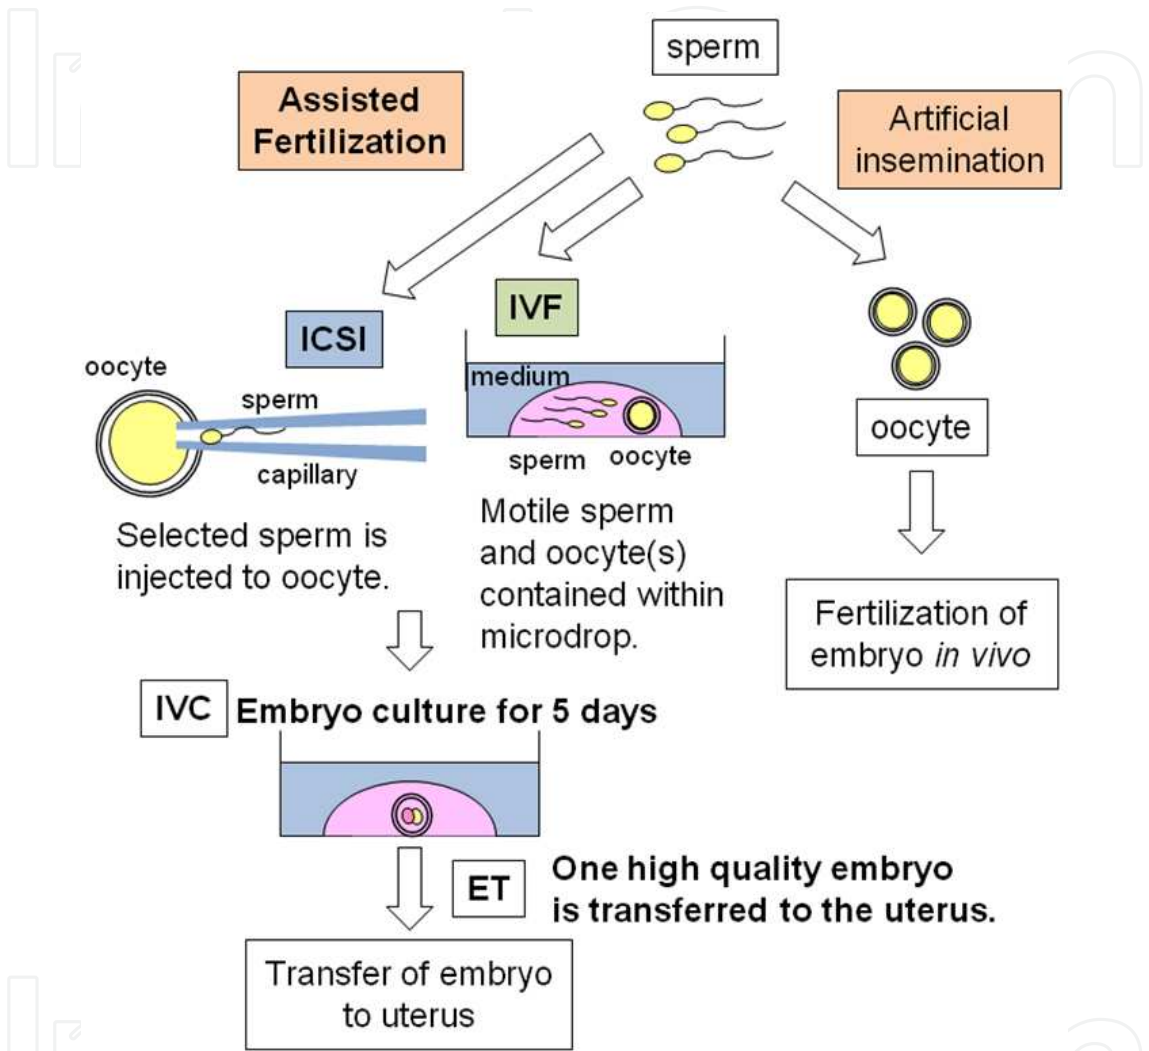 sperm
Assisted
Fertilization
Artificial
insemination
ICSI
IVF
oocyte
sperm
capillary
medium
sperm oocyte
oocyte
Selected sperm is
injected to oocyte.
Motile sperm
and oocyte(s)
contained within
microdrop.
Fertilization of
embryo in vivo
IVC Embryo culture for 5 days
ET
One high quality embryo
is transferred to the uterus.
Transfer of embryo
to uterus